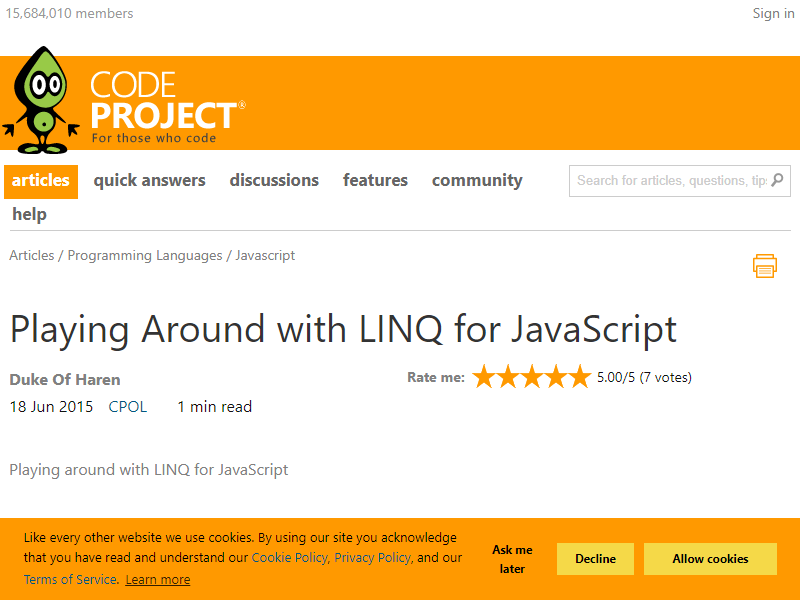 15,684,010 members
Sign in
CODE
PROJECT®
For those who code
articles quick answers discussions features community
Search for articles, questions, tips
help
Articles / Programming Languages / Javascript
Playing Around with LINQ for JavaScript
Duke Of Haren
Rate me: 5.00/5 (7 votes)
18 Jun 2015 CPOL 1 min read
Playing around with LINQ for JavaScript
Like every other website we use cookies. By using our site you acknowledge
that you have read and understand our Cookie Policy, Privacy Policy, and our
Terms of Service. Learn more
Ask me
later
Decline
Allow cookies